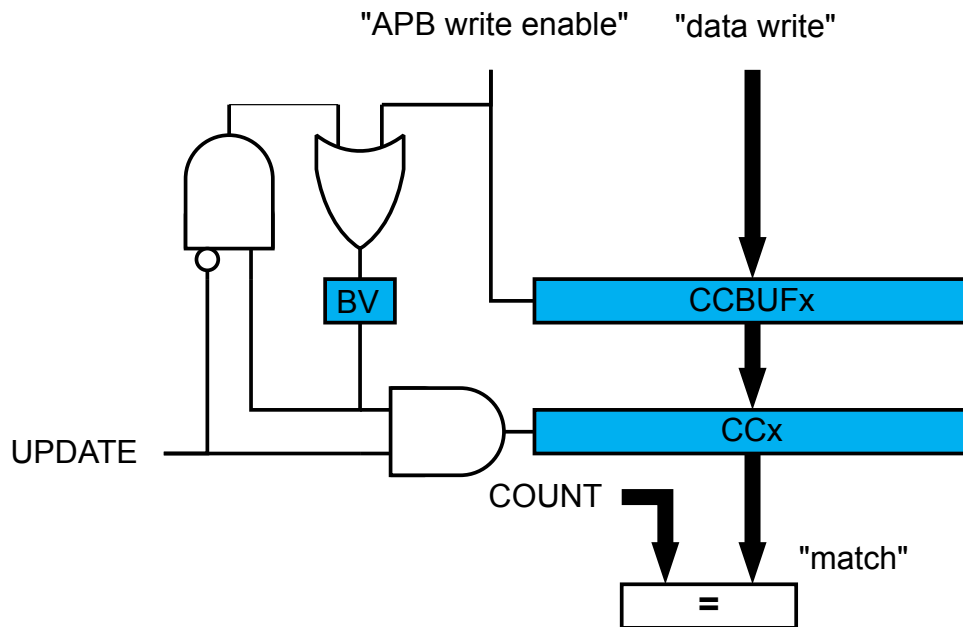 "APB write enable"
"data write"
BV
CCBUFx
UPDATE
CCx
COUNT
"match"
=